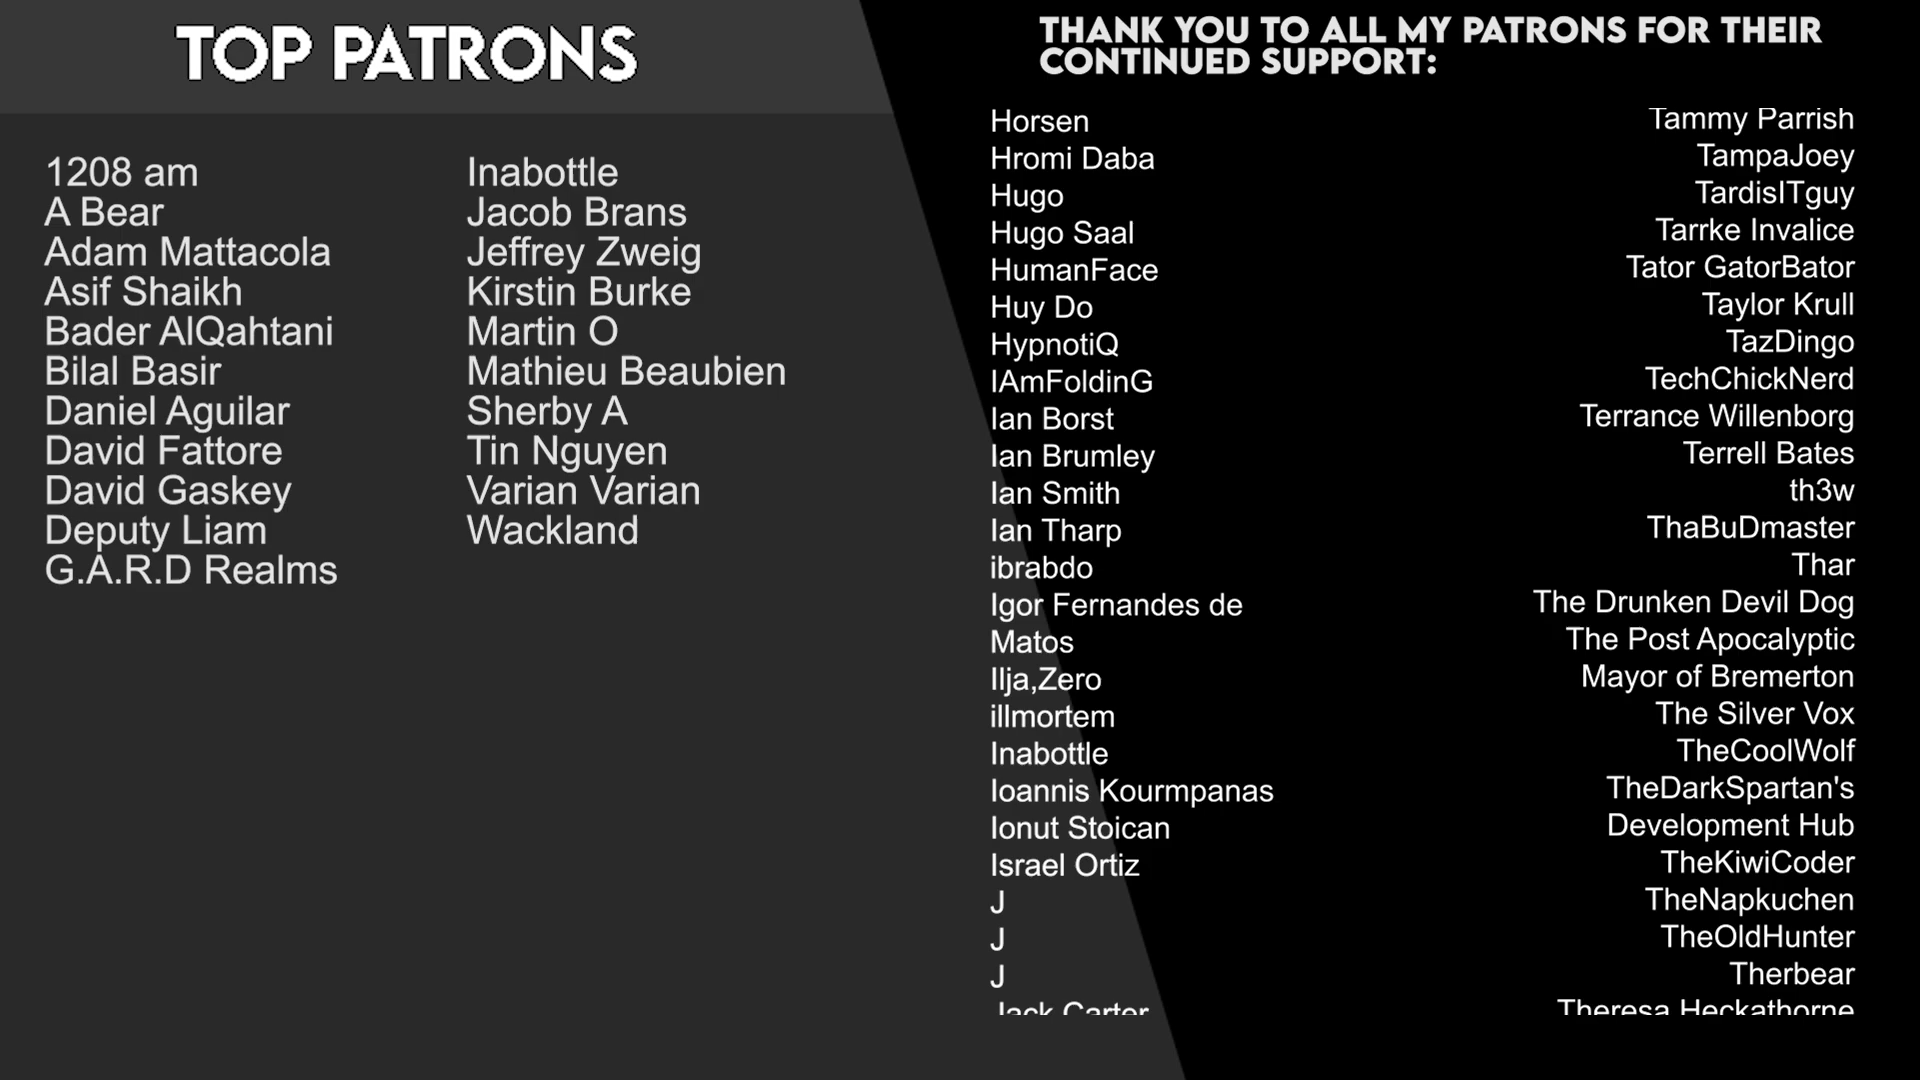 TOP PATRONS
1208 am
A Bear
Adam Mattacola
Asif Shaikh
Bader AlQahtani
Bilal Basir
Daniel Aguilar
David Fattore
David Gaskey
Deputy Liam
G.A.R.D Realms
Inabottle
Jacob Brans
Jeffrey Zweig
Kirstin Burke
Martin O
Mathieu Beaubien
Sherby A
Tin Nguyen
Varian Varian
Wackland
THANK YOU TO ALL MY PATRONS FOR THEIR
CONTINUED SUPPORT:
Horsen
Hromi Daba
Hugo
Hugo Saal
HumanFace
Huy Do
HypnotiQ
IAmFoldinG
Ian Borst
Ian Brumley
Ian Smith
Ian Tharp
ibrabdo
Igor Fernandes de
Matos
Ilja,Zero
illmortem
Inabottle
Ioannis Kourmpanas
Ionut Stoican
Israel Ortiz
J
J
J
Jack Carter
Tammy Parrish
TampaJoey
TardisITguy
Tarrke Invalice
Tator GatorBator
Taylor Krull
TazDingo
TechChickNerd
Terrance Willenborg
Terrell Bates
th3w
ThaBuDmaster
Thar
The Drunken Devil Dog
The Post Apocalyptic
Mayor of Bremerton
The Silver Vox
TheCoolWolf
TheDarkSpartan's
Development Hub
TheKiwiCoder
TheNapkuchen
TheOldHunter
Therbear
Theresa Heckathorne